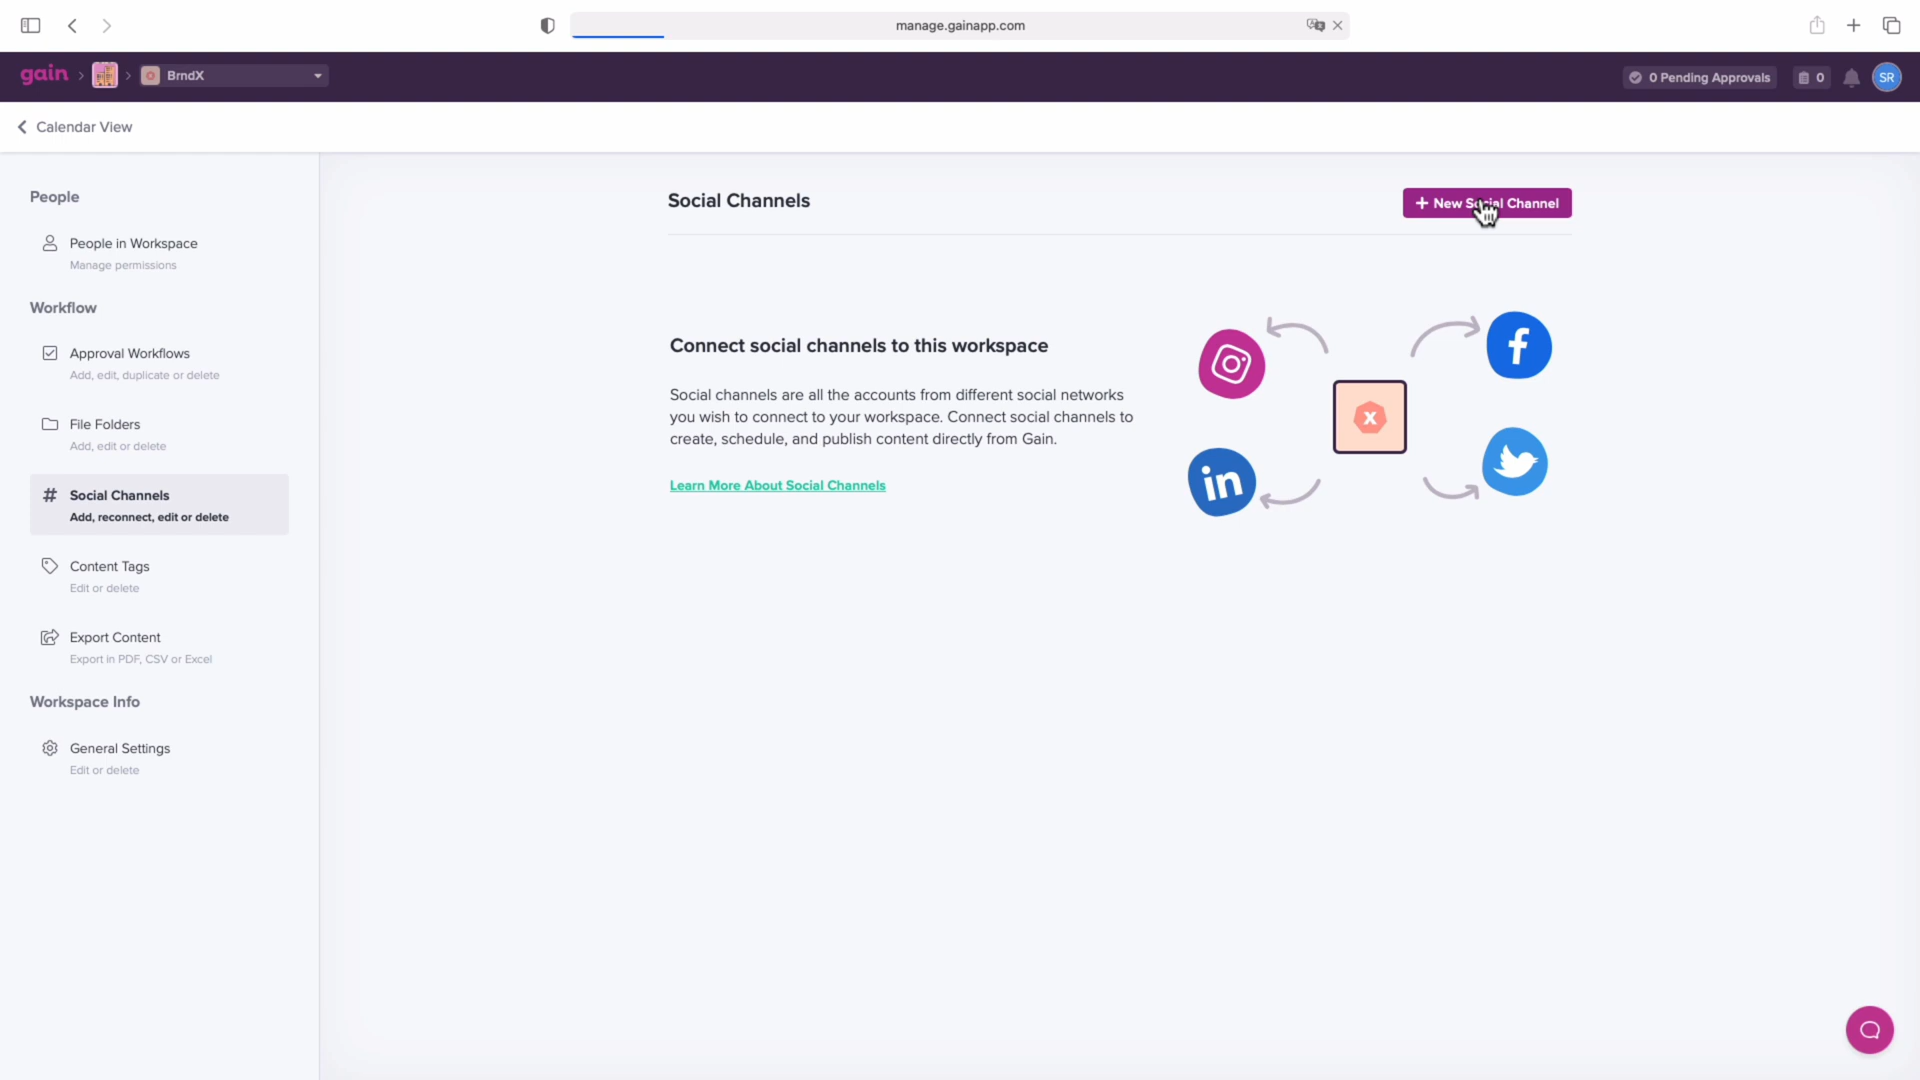 manage.gainapp.com
gain
BrndX
0 Pending Approvals
0
SR
Calendar View
People
People in Workspace
Manage permissions
Workflow
Approval Workflows
Add, edit, duplicate or delete
File Folders
Add, edit or delete
Social Channels
Add, reconnect, edit or delete
Content Tags
Edit or delete
Export Content
Export in PDF, CSV or Excel
Workspace Info
General Settings
Edit or delete
Social Channels
+ New Social Channel
Connect social channels to this workspace
Social channels are all the accounts from different social networks
you wish to connect to your workspace. Connect social channels to
create, schedule, and publish content directly from Gain.
Learn More About Social Channels
f
x
in